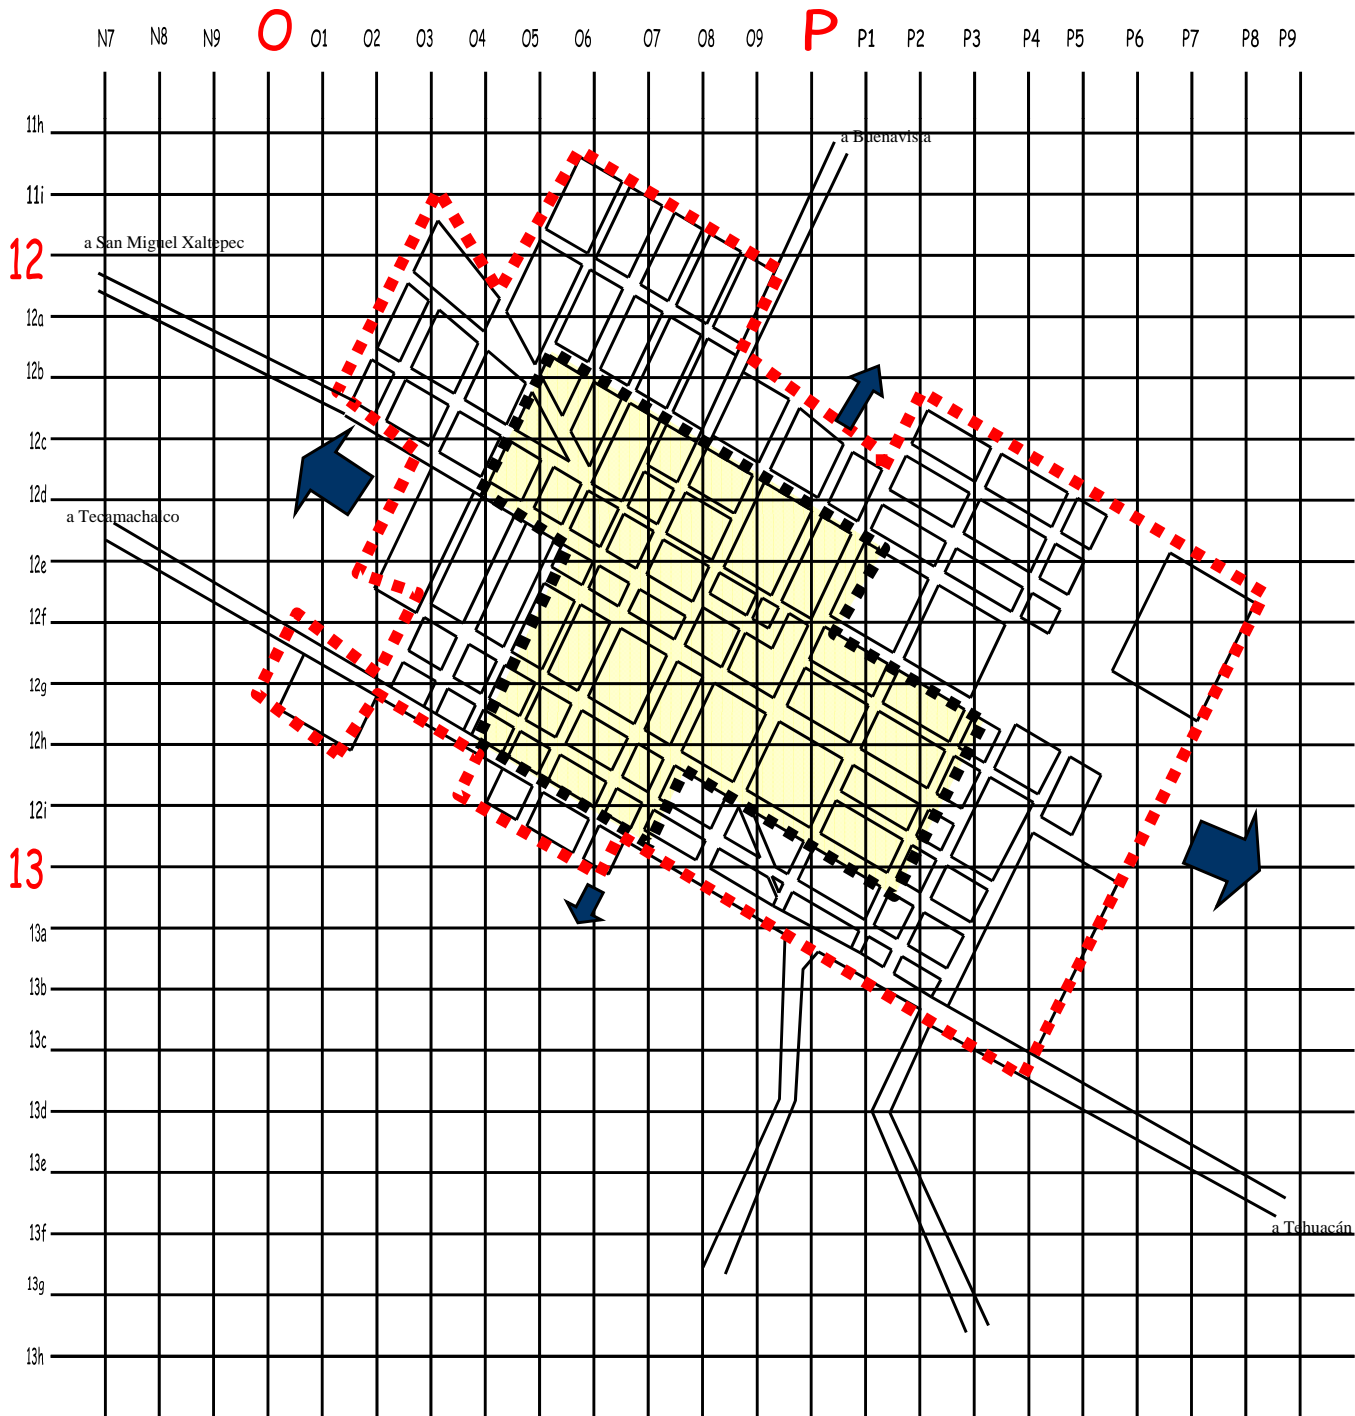 N7 N8 N9 O O1 O2 O3 O4 O5 O6 O7 O8 O9 P P1 P2 P3 P4 P5 P6 P7 P8 P9
11h
a Buenavista
11i
12
a San Miguel Xaltepec
12a
12b
12c
12d
a Tecamachalco
12e
12f
12g
12h
12i
13
13a
13b
13c
13d
13e
13f
a Tehuacán
13g
13h